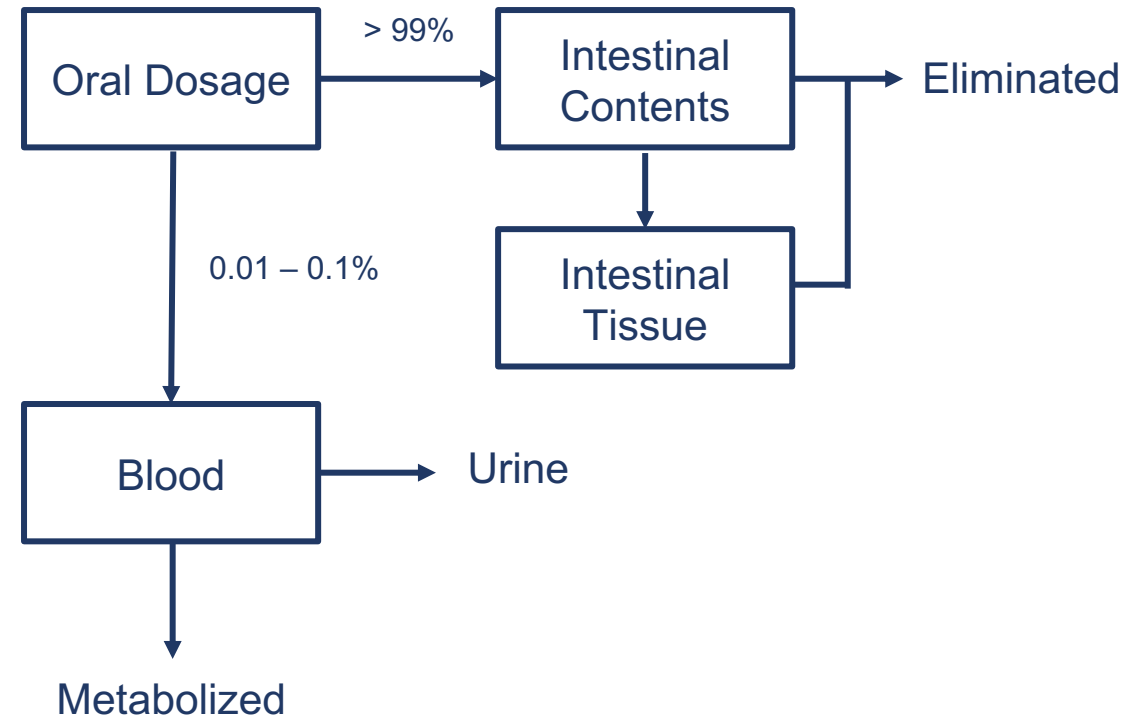 > 99%
Oral Dosage
Intestinal
Contents
Eliminated
Intestinal
Tissue
0.01 – 0.1%
Blood
Urine
Metabolized